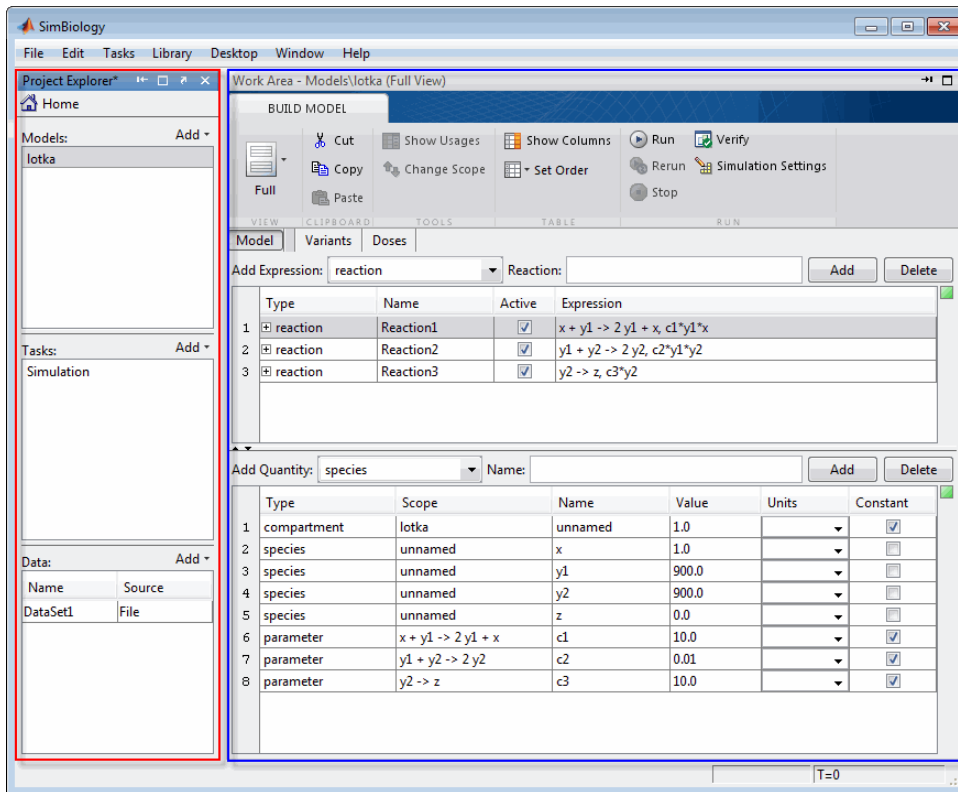 SimBiology
File Edit Tasks Library Desktop Window Help
Project Explorer*
Home
Models: Add
lotka
Tasks: Add
Simulation
Data: Add
Name Source
DataSet1 File
Work Area - Models\lotka (Full View)
BUILD MODEL
Full
VIEW
Cut
Copy
Paste
CLIPBOARD
Show Usages
Change Scope
TOOLS
Show Columns
Set Order
TABLE
Run Verify
Rerun Simulation Settings
Stop
RUN
Model Variants Doses
Add Expression: reaction Reaction: Add Delete
Type Name Active Expression
1 reaction Reaction1 x + y1 -> 2 y1 + x, c1*y1*x
2 reaction Reaction2 y1 + y2 -> 2 y2, c2*y1*y2
3 reaction Reaction3 y2 -> z, c3*y2
Add Quantity: species Name: Add Delete
Type Scope Name Value Units Constant
1 compartment lotka unnamed 1.0
2 species unnamed x 1.0
3 species unnamed y1 900.0
4 species unnamed y2 900.0
5 species unnamed z 0.0
6 parameter x + y1 -> 2 y1 + x c1 10.0
7 parameter y1 + y2 -> 2 y2 c2 0.01
8 parameter y2 -> z c3 10.0
T=0